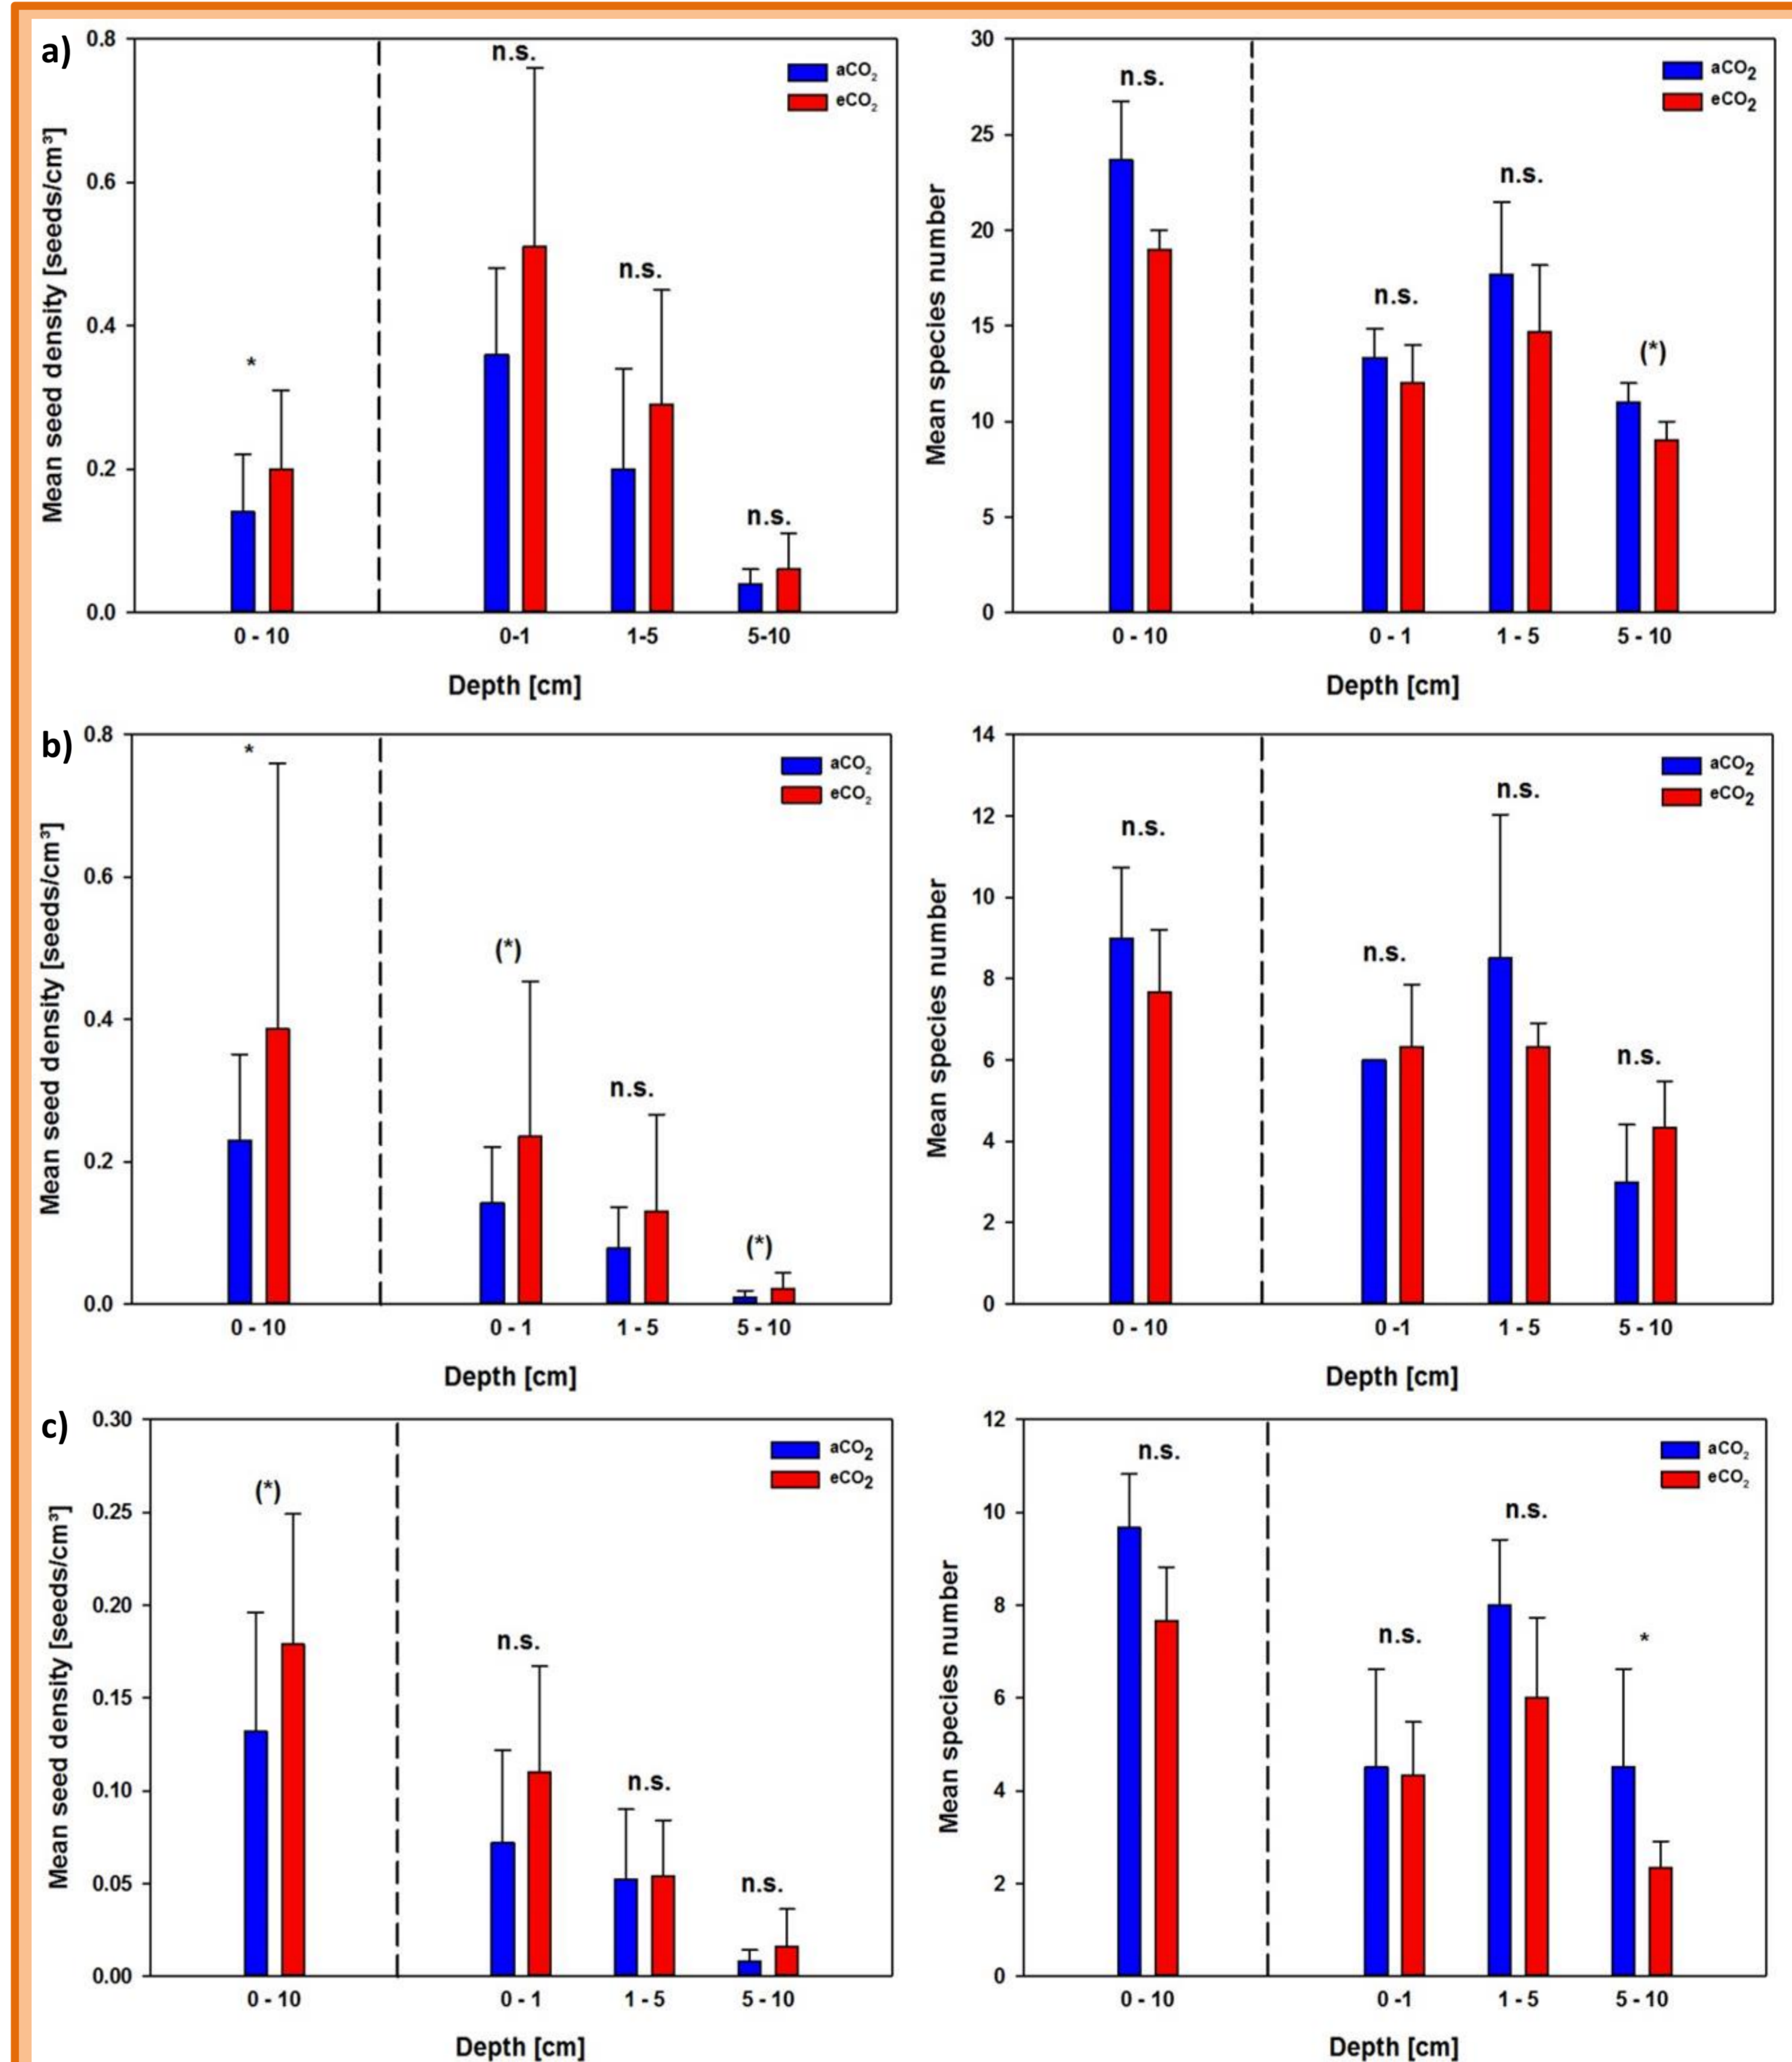 a)
Mean seed density [seeds/cm³]
0.8
0.6
0.4
0.2
0.0
aCO₂
eCO₂
*
n.s.
n.s.
n.s.
0 - 10
0-1
1-5
5-10
Depth [cm]
Mean species number
30
25
20
15
10
5
0
aCO₂
eCO₂
n.s.
n.s.
n.s.
(*)
0 - 10
0 - 1
1 - 5
5 - 10
Depth [cm]
b)
Mean seed density [seeds/cm³]
0.8
0.6
0.4
0.2
0.0
aCO₂
eCO₂
*
(*)
n.s.
(*)
0 - 10
0 - 1
1 - 5
5 - 10
Depth [cm]
Mean species number
14
12
10
8
6
4
2
0
aCO₂
eCO₂
n.s.
n.s.
n.s.
n.s.
0 - 10
0 -1
1 - 5
5 - 10
Depth [cm]
c)
Mean seed density [seeds/cm³]
0.30
0.25
0.20
0.15
0.10
0.05
0.00
aCO₂
eCO₂
(*)
n.s.
n.s.
n.s.
0 - 10
0 - 1
1 - 5
5 - 10
Depth [cm]
Mean species number
12
10
8
6
4
2
0
aCO₂
eCO₂
n.s.
n.s.
n.s.
*
0 - 10
0 -1
1 - 5
5 - 10
Depth [cm]